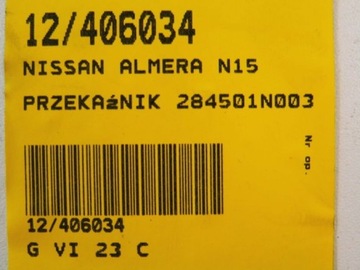 12/406034
NISSAN ALMERA N15
PRZEKAźNIK 284501N003
Nr op.
12/406034
G VI 23 C